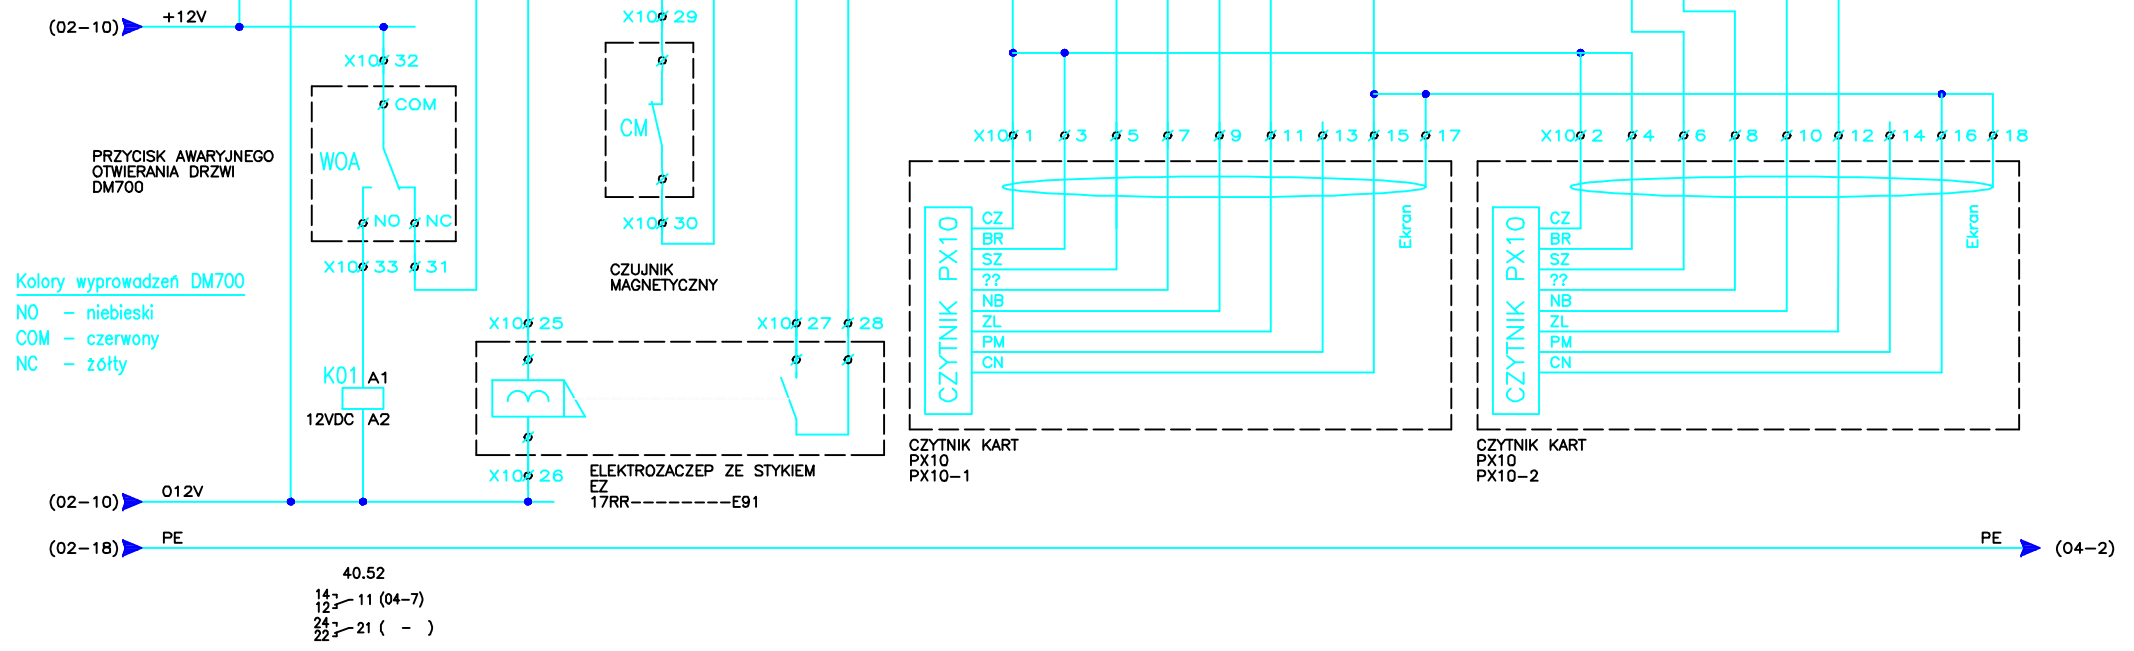 (02-10) +12V
X10 32
COM
WOA
NO NC
X10 33 31
PRZYCISK AWARYJNEGO
OTWIERANIA DRZWI
DM700
Kolory wyprowadzeń DM700
NO - niebieski
COM - czerwony
NC - żółty
K01 A1
12VDC A2
X10 29
CM
X10 30
CZUJNIK
MAGNETYCZNY
X10 25
X10 27 28
X10 26
ELEKTROZACZEP ZE STYKIEM
EZ
17RR---------E91
X10 1 3 5 7 9 11 13 15 17
CZYTNIK PX10
CZ
BR
SZ
??
NB
ZL
PM
CN
Ekran
CZYTNIK KART
PX10
PX10-1
X10 2 4 6 8 10 12 14 16 18
CZYTNIK PX10
CZ
BR
SZ
??
NB
ZL
PM
CN
Ekran
CZYTNIK KART
PX10
PX10-2
(02-10) 012V
(02-18) PE PE (04-2)
40.52
14
12 11 (04-7)
24
22 21 ( - )